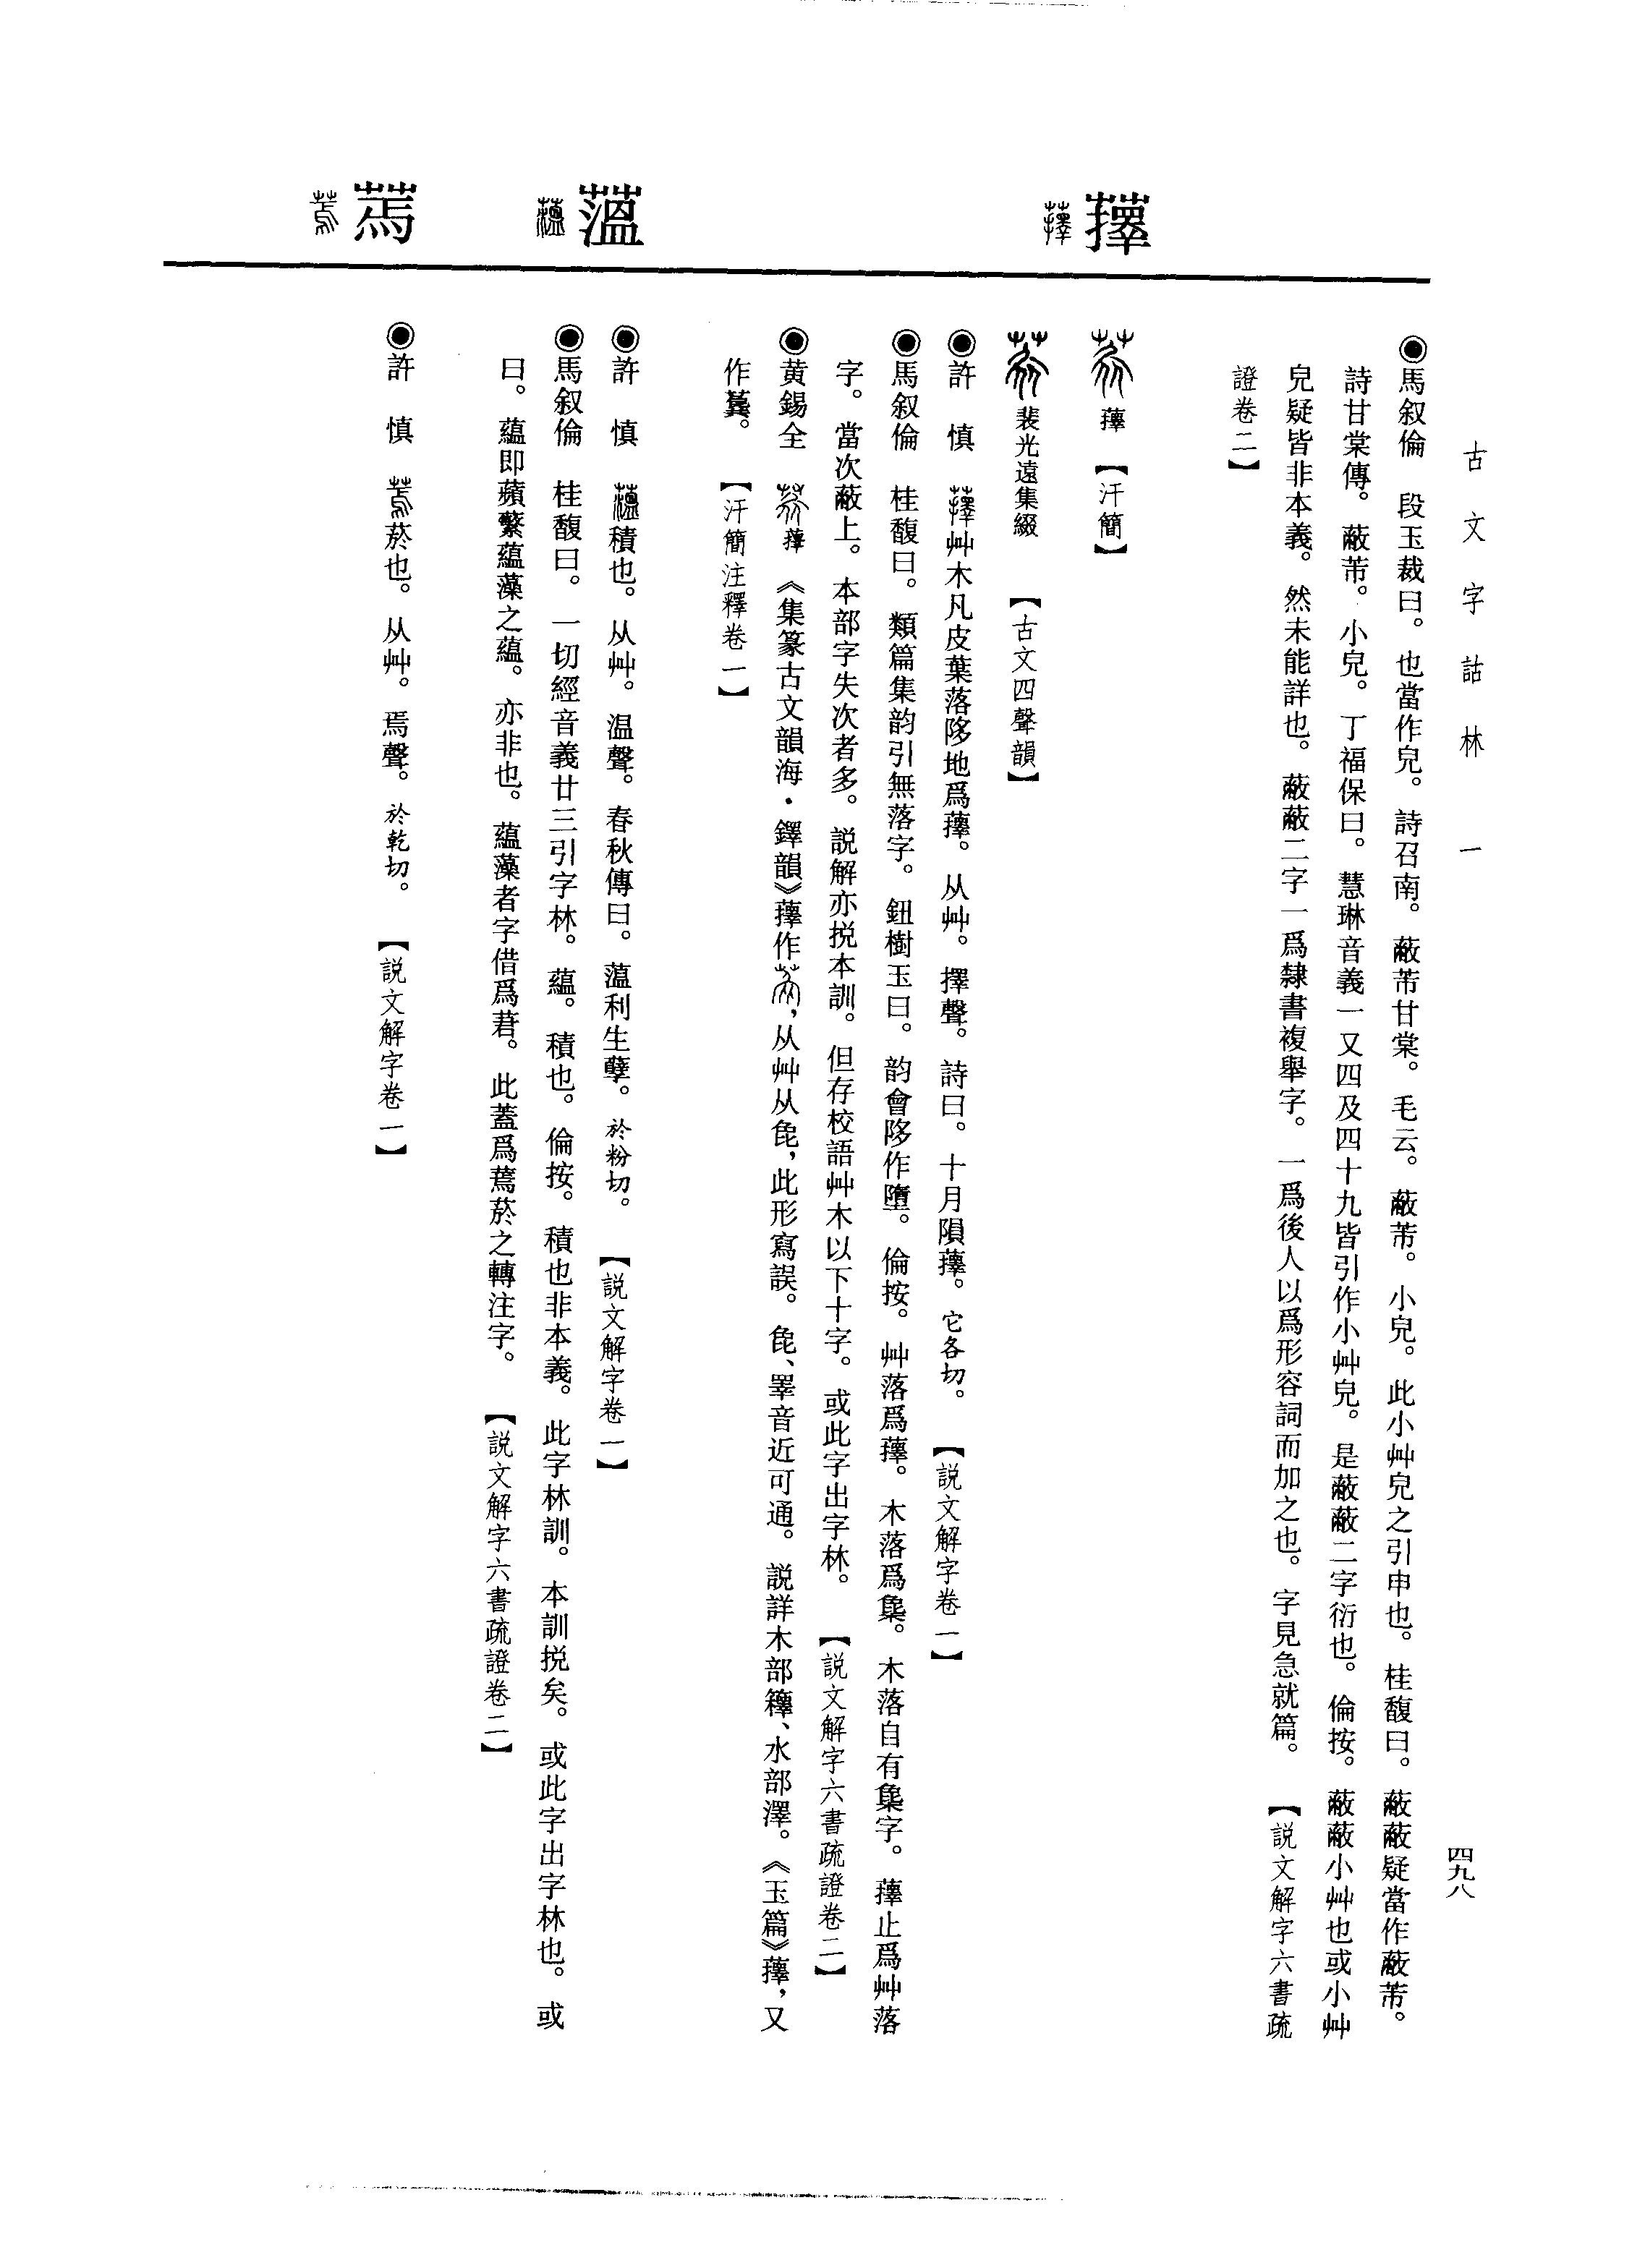 古文字詁林 一
四九八
蘀
薀
蔫
◉馬叙倫 段玉裁曰。也當作皃。詩召南。蔽芾甘棠。毛云。蔽芾。小皃。此小艸皃之引申也。桂馥曰。蔽蔽疑當作蔽芾。
詩甘棠傳。蔽芾。小皃。丁福保曰。慧琳音義一又四及四十九皆引作小艸皃。是蔽蔽二字衍也。倫按。蔽蔽小艸也或小艸
皃疑皆非本義。然未能詳也。蔽蔽二字一爲隸書複舉字。一爲後人以爲形容詞而加之也。字見急就篇。【說文解字六書疏
證卷二】
蘀【汗簡】
裴光遠集綴【古文四聲韻】
◉許 慎 蘀艸木凡皮葉落陊地爲蘀。从艸。擇聲。詩曰。十月隕蘀。它各切。【說文解字卷一】
◉馬叙倫 桂馥曰。類篇集韵引無落字。鈕樹玉曰。韵會陊作墮。倫按。艸落爲蘀。木落爲㲋。木落自有字。蘀止爲艸落
字。當次蔽上。本部字失次者多。説解亦捝本訓。但存校語艸木以下十字。或此字出字林。【說文解字六書疏證卷二】
◉黄錫全 蘀 《集篆古文韻海·鐸韻》蘀作，从艸从㲋，此形寫誤。㲋、睪音近可通。説詳木部檡、水部澤。《玉篇》蘀，又
作。【汗簡注釋卷一】
◉許 慎 薀積也。从艸。温聲。春秋傳曰。薀利生孽。於粉切。【說文解字卷一】
◉馬叙倫 桂馥曰。一切經音義廿三引字林。蘊。積也。倫按。積也非本義。此字林訓。本訓捝矣。或此字出字林也。或
曰。蘊即蘋蘩蘊藻之蘊。亦非也。蘊藻者字借爲莙。此蓋爲蔫菸之轉注字。【說文解字六書疏證卷二】
◉許 慎 蔫菸也。从艸。焉聲。於乾切。【說文解字卷一】